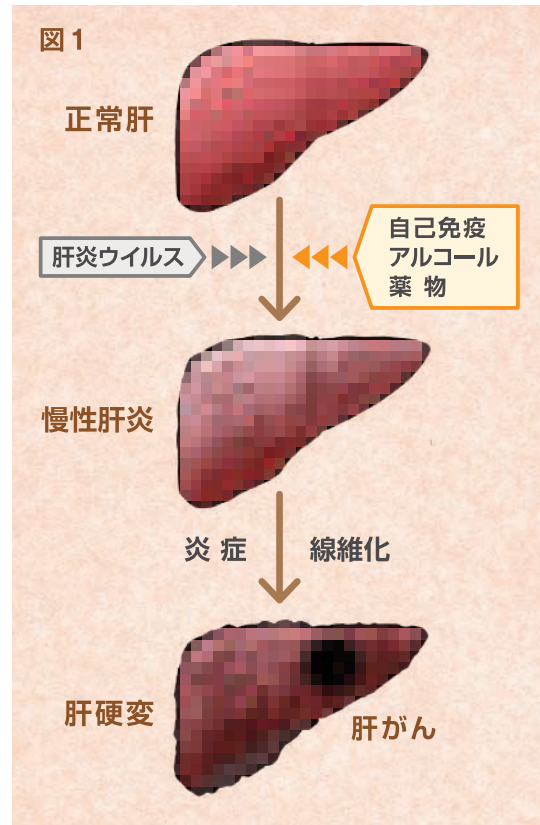 図1
正常肝
肝炎ウイルス
自己免疫
アルコール
薬物
慢性肝炎
炎症
線維化
肝硬変
肝がん